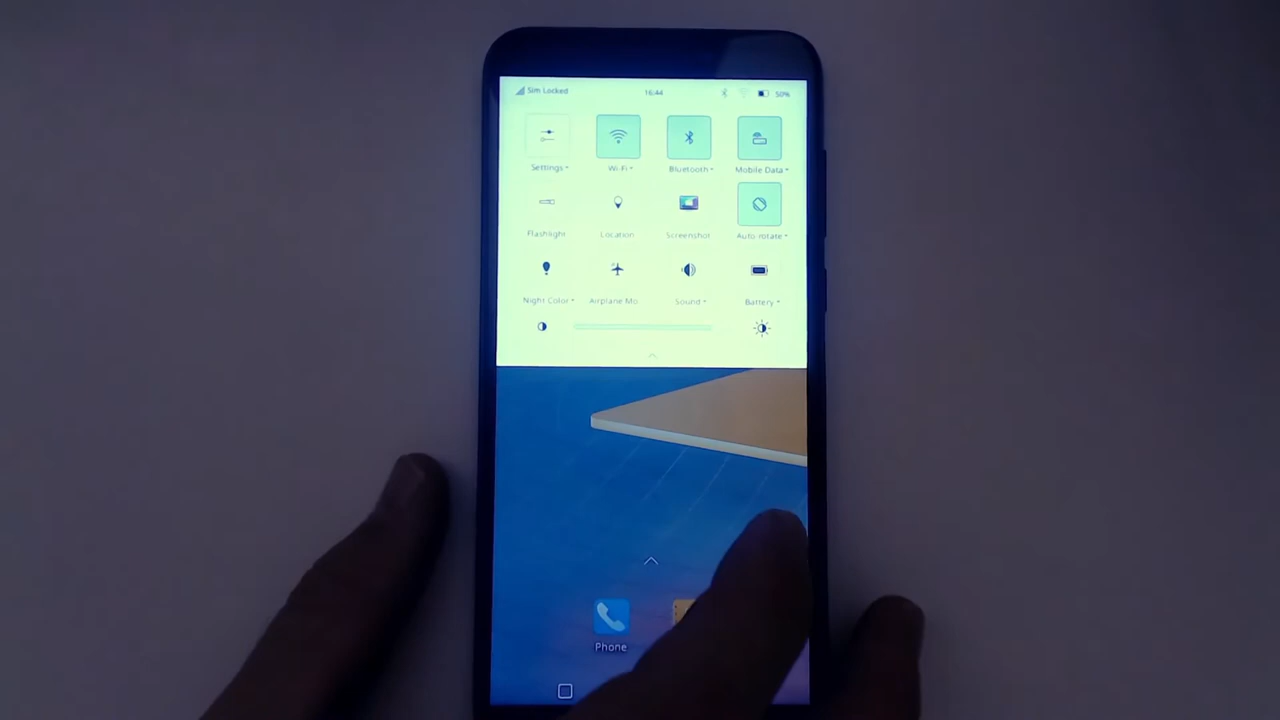 Sim Locked 16:44 50%
Settings Wi-Fi Bluetooth Mobile Data
Flashlight Location Screenshot Auto-rotate
Night Color Airplane Mo Sound Battery
Phone